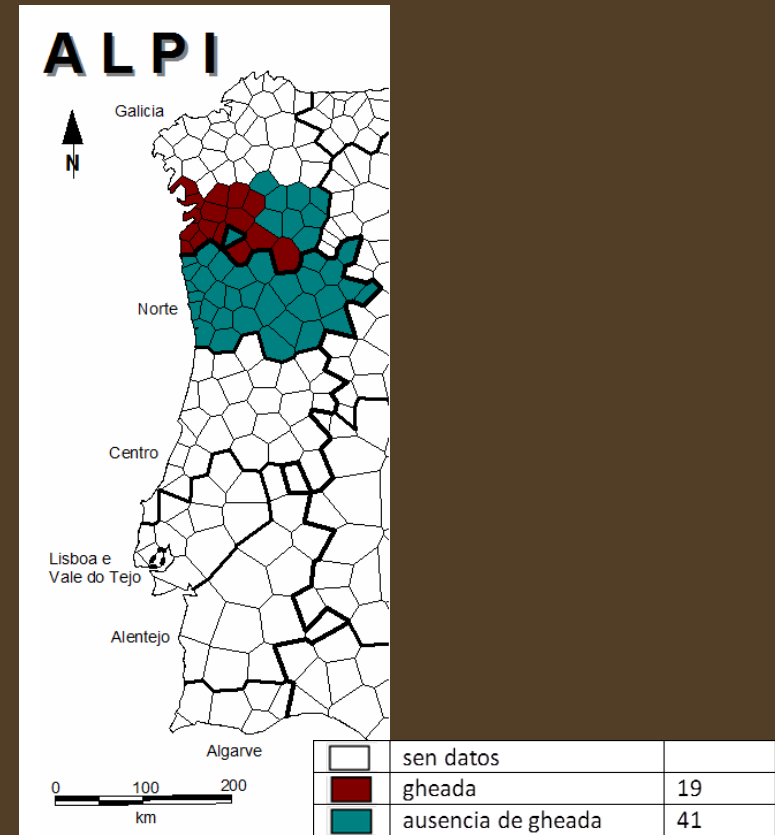 A L P I
Galicia
N
Norte
Centro
Lisboa e
Vale do Tejo
Alentejo
Algarve
0 100 200
km
sen datos
gheada 19
ausencia de gheada 41